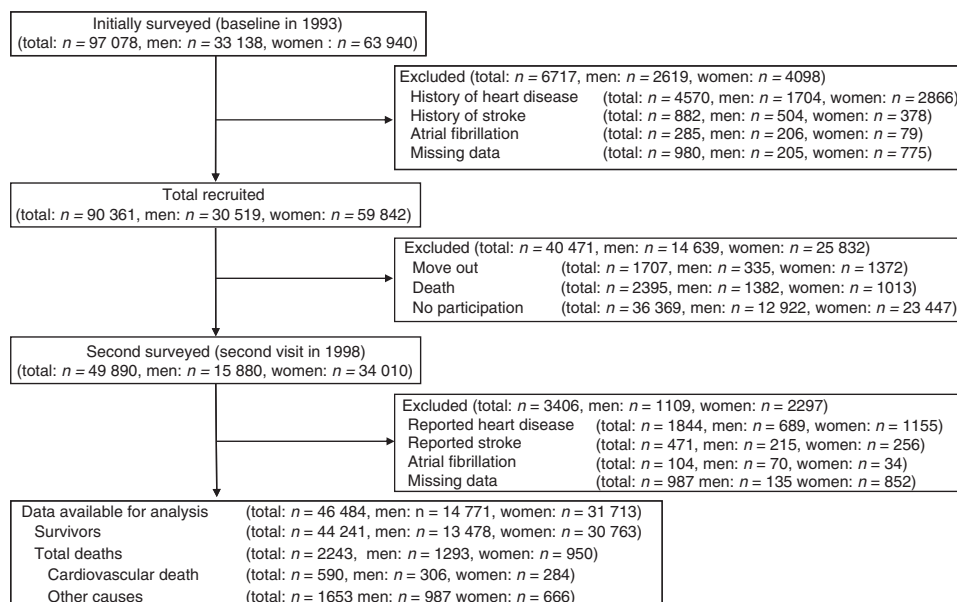 Initially surveyed (baseline in 1993)
(total: n = 97 078, men: n = 33 138, women : n = 63 940)
Excluded (total: n = 6717, men: n = 2619, women: n = 4098)
History of heart disease (total: n = 4570, men: n = 1704, women: n = 2866)
History of stroke (total: n = 882, men: n = 504, women: n = 378)
Atrial fibrillation (total: n = 285, men: n = 206, women: n = 79)
Missing data (total: n = 980, men: n = 205, women: n = 775)
Total recruited
(total: n = 90 361, men: n = 30 519, women: n = 59 842)
Excluded (total: n = 40 471, men: n = 14 639, women: n = 25 832)
Move out (total: n = 1707, men: n = 335, women: n = 1372)
Death (total: n = 2395, men: n = 1382, women: n = 1013)
No participation (total: n = 36 369, men: n = 12 922, women: n = 23 447)
Second surveyed (second visit in 1998)
(total: n = 49 890, men: n = 15 880, women: n = 34 010)
Excluded (total: n = 3406, men: n = 1109, women: n = 2297)
Reported heart disease (total: n = 1844, men: n = 689, women: n = 1155)
Reported stroke (total: n = 471, men: n = 215, women: n = 256)
Atrial fibrillation (total: n = 104, men: n = 70, women: n = 34)
Missing data (total: n = 987 men: n = 135 women: n = 852)
Data available for analysis (total: n = 46 484, men: n = 14 771, women: n = 31 713)
Survivors (total: n = 44 241, men: n = 13 478, women: n = 30 763)
Total deaths (total: n = 2243, men: n = 1293, women: n = 950)
Cardiovascular death (total: n = 590, men: n = 306, women: n = 284)
Other causes (total: n = 1653 men: n = 987 women: n = 666)